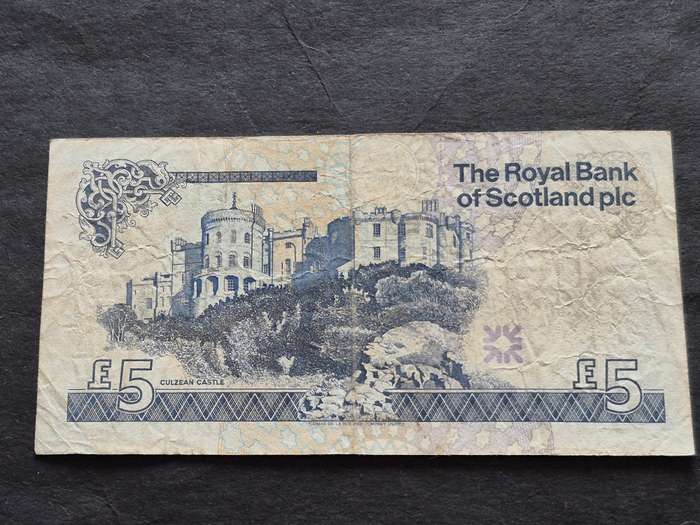 The Royal Bank
of Scotland plc
CULZEAN CASTLE
£5
£5